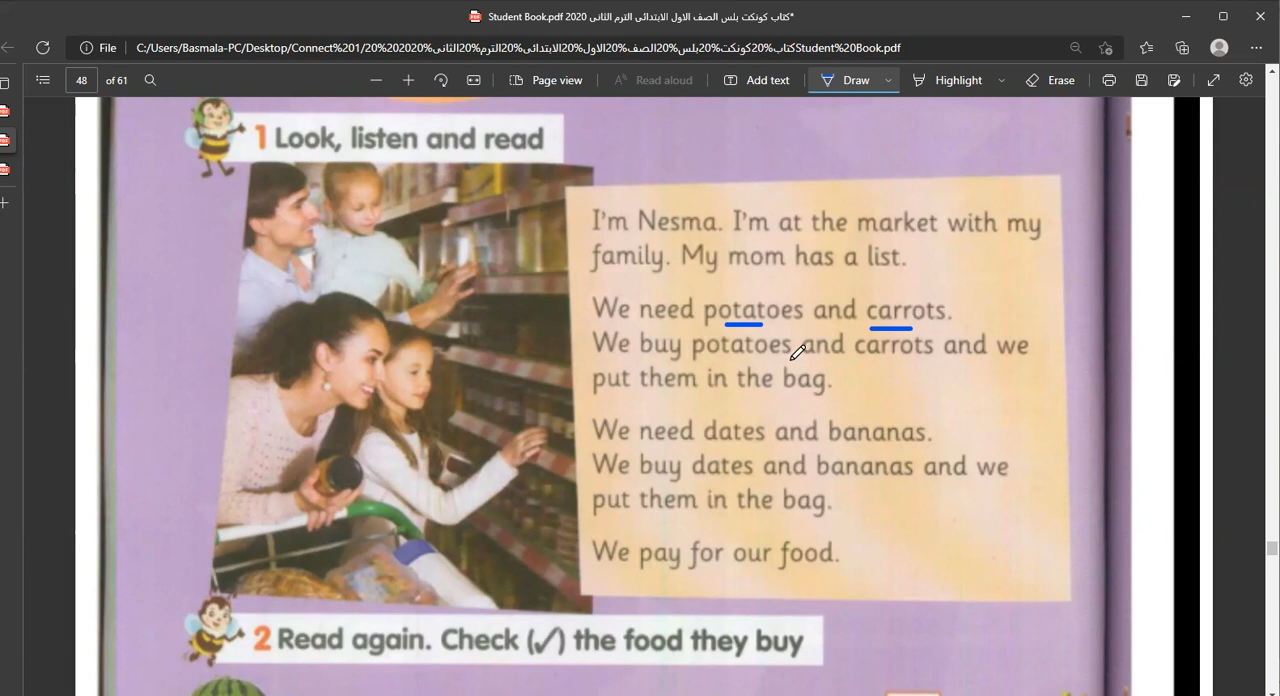 Student Book.pdf 2020 كتاب كونكت بلس الصف الاول الابتدائى الترم الثانى*
File
C:/Users/Basmala-PC/Desktop/Connect%201/20%202020%كتاب%20كونكت%20بلس%20الصف%20الاول%20الابتدائى%20الترم%20الثانىStudent%20Book.pdf
48 of 61
Page view
Read aloud
Add text
Draw
Highlight
Erase
1 Look, listen and read
I'm Nesma. I'm at the market with my
family. My mom has a list.
We need potatoes and carrots.
We buy potatoes and carrots and we
put them in the bag.
We need dates and bananas.
We buy dates and bananas and we
put them in the bag.
We pay for our food.
2 Read again. Check (✓) the food they buy